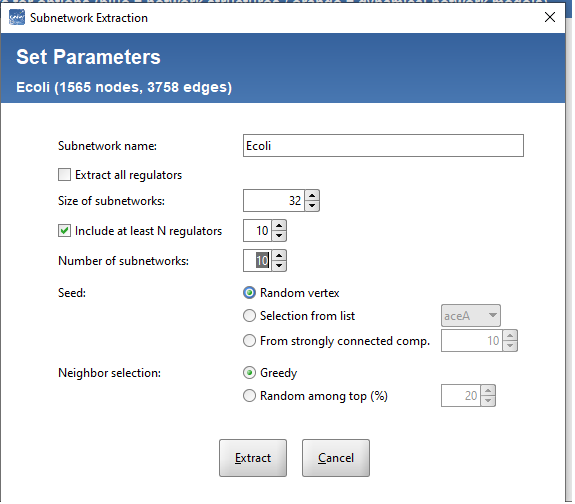 Subnetwork Extraction
Set Parameters
Ecoli (1565 nodes, 3758 edges)
Subnetwork name: Ecoli
Extract all regulators
Size of subnetworks: 32
Include at least N regulators 10
Number of subnetworks: 10
Seed: Random vertex
Selection from list aceA
From strongly connected comp. 10
Neighbor selection: Greedy
Random among top (%) 20
Extract Cancel